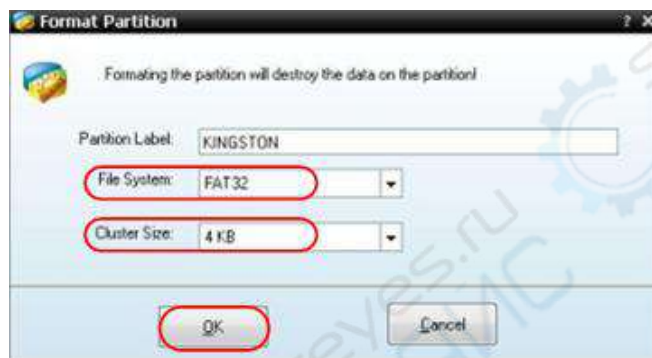 Format Partition
Formating the partition will destroy the data on the partition!
Partition Label: KINGSTON
File System: FAT32
Cluster Size: 4 KB
OK Cancel